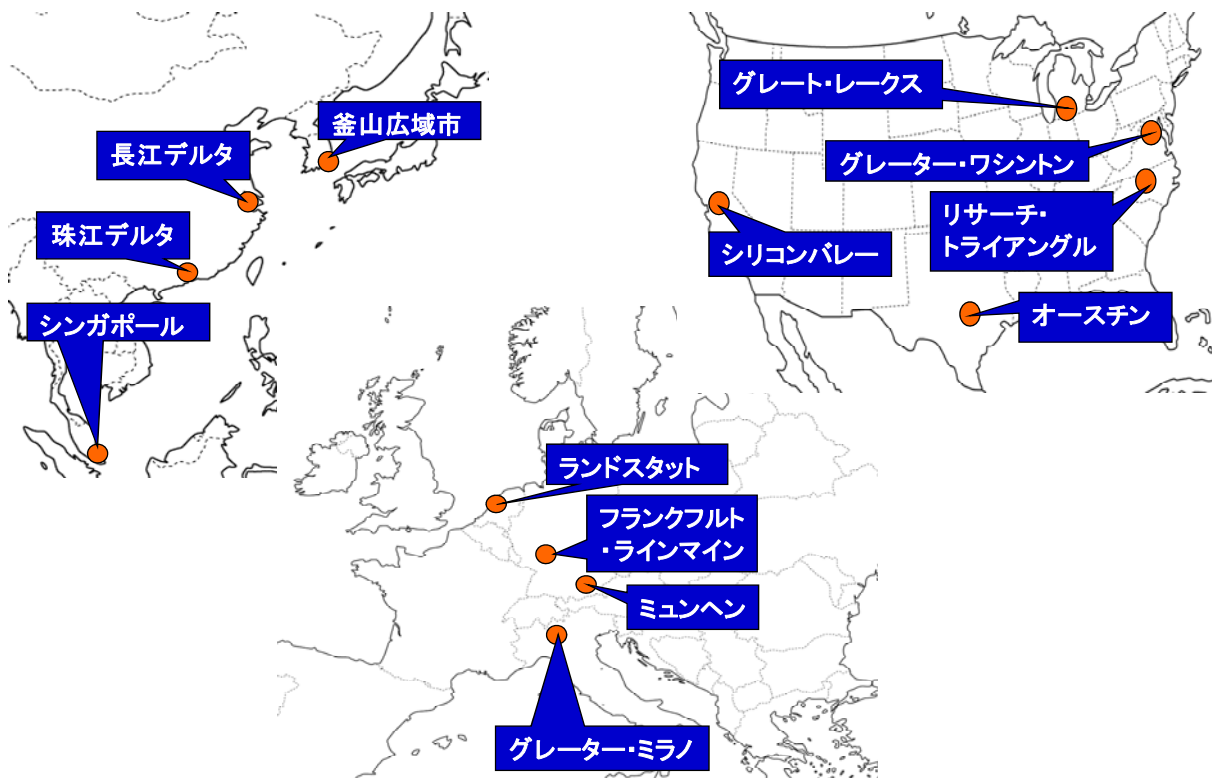 釜山広域市
長江デルタ
珠江デルタ
シンガポール
グレート・レークス
グレーター・ワシントン
リサーチ・
トライアングル
シリコンバレー
オースチン
ランドスタット
フランクフルト
・ラインマイン
ミュンヘン
グレーター・ミラノ